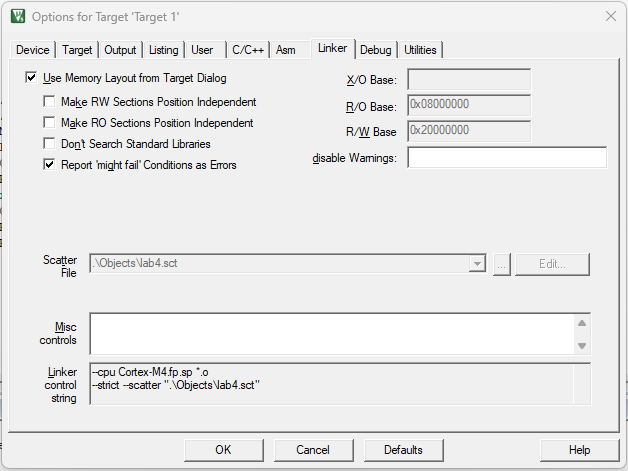 Options for Target 'Target 1'
Device Target Output Listing User C/C++ Asm Linker Debug Utilities
Use Memory Layout from Target Dialog
X/O Base:
Make RW Sections Position Independent
R/O Base: 0x08000000
Make RO Sections Position Independent
R/W Base 0x20000000
Don't Search Standard Libraries
disable Warnings:
Report 'might fail' Conditions as Errors
Scatter File
.\Objects\lab4.sct
... Edit...
Misc controls
Linker control string
--cpu Cortex-M4.fp.sp *.o
--strict --scatter ".\Objects\lab4.sct"
OK Cancel Defaults Help